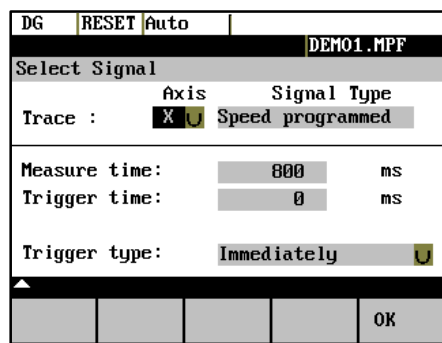 DG RESET Auto
DEMO1.MPF
Select Signal
Axis Signal Type
Trace : X Speed programmed
Measure time: 800 ms
Trigger time: 0 ms
Trigger type: Immediately
OK